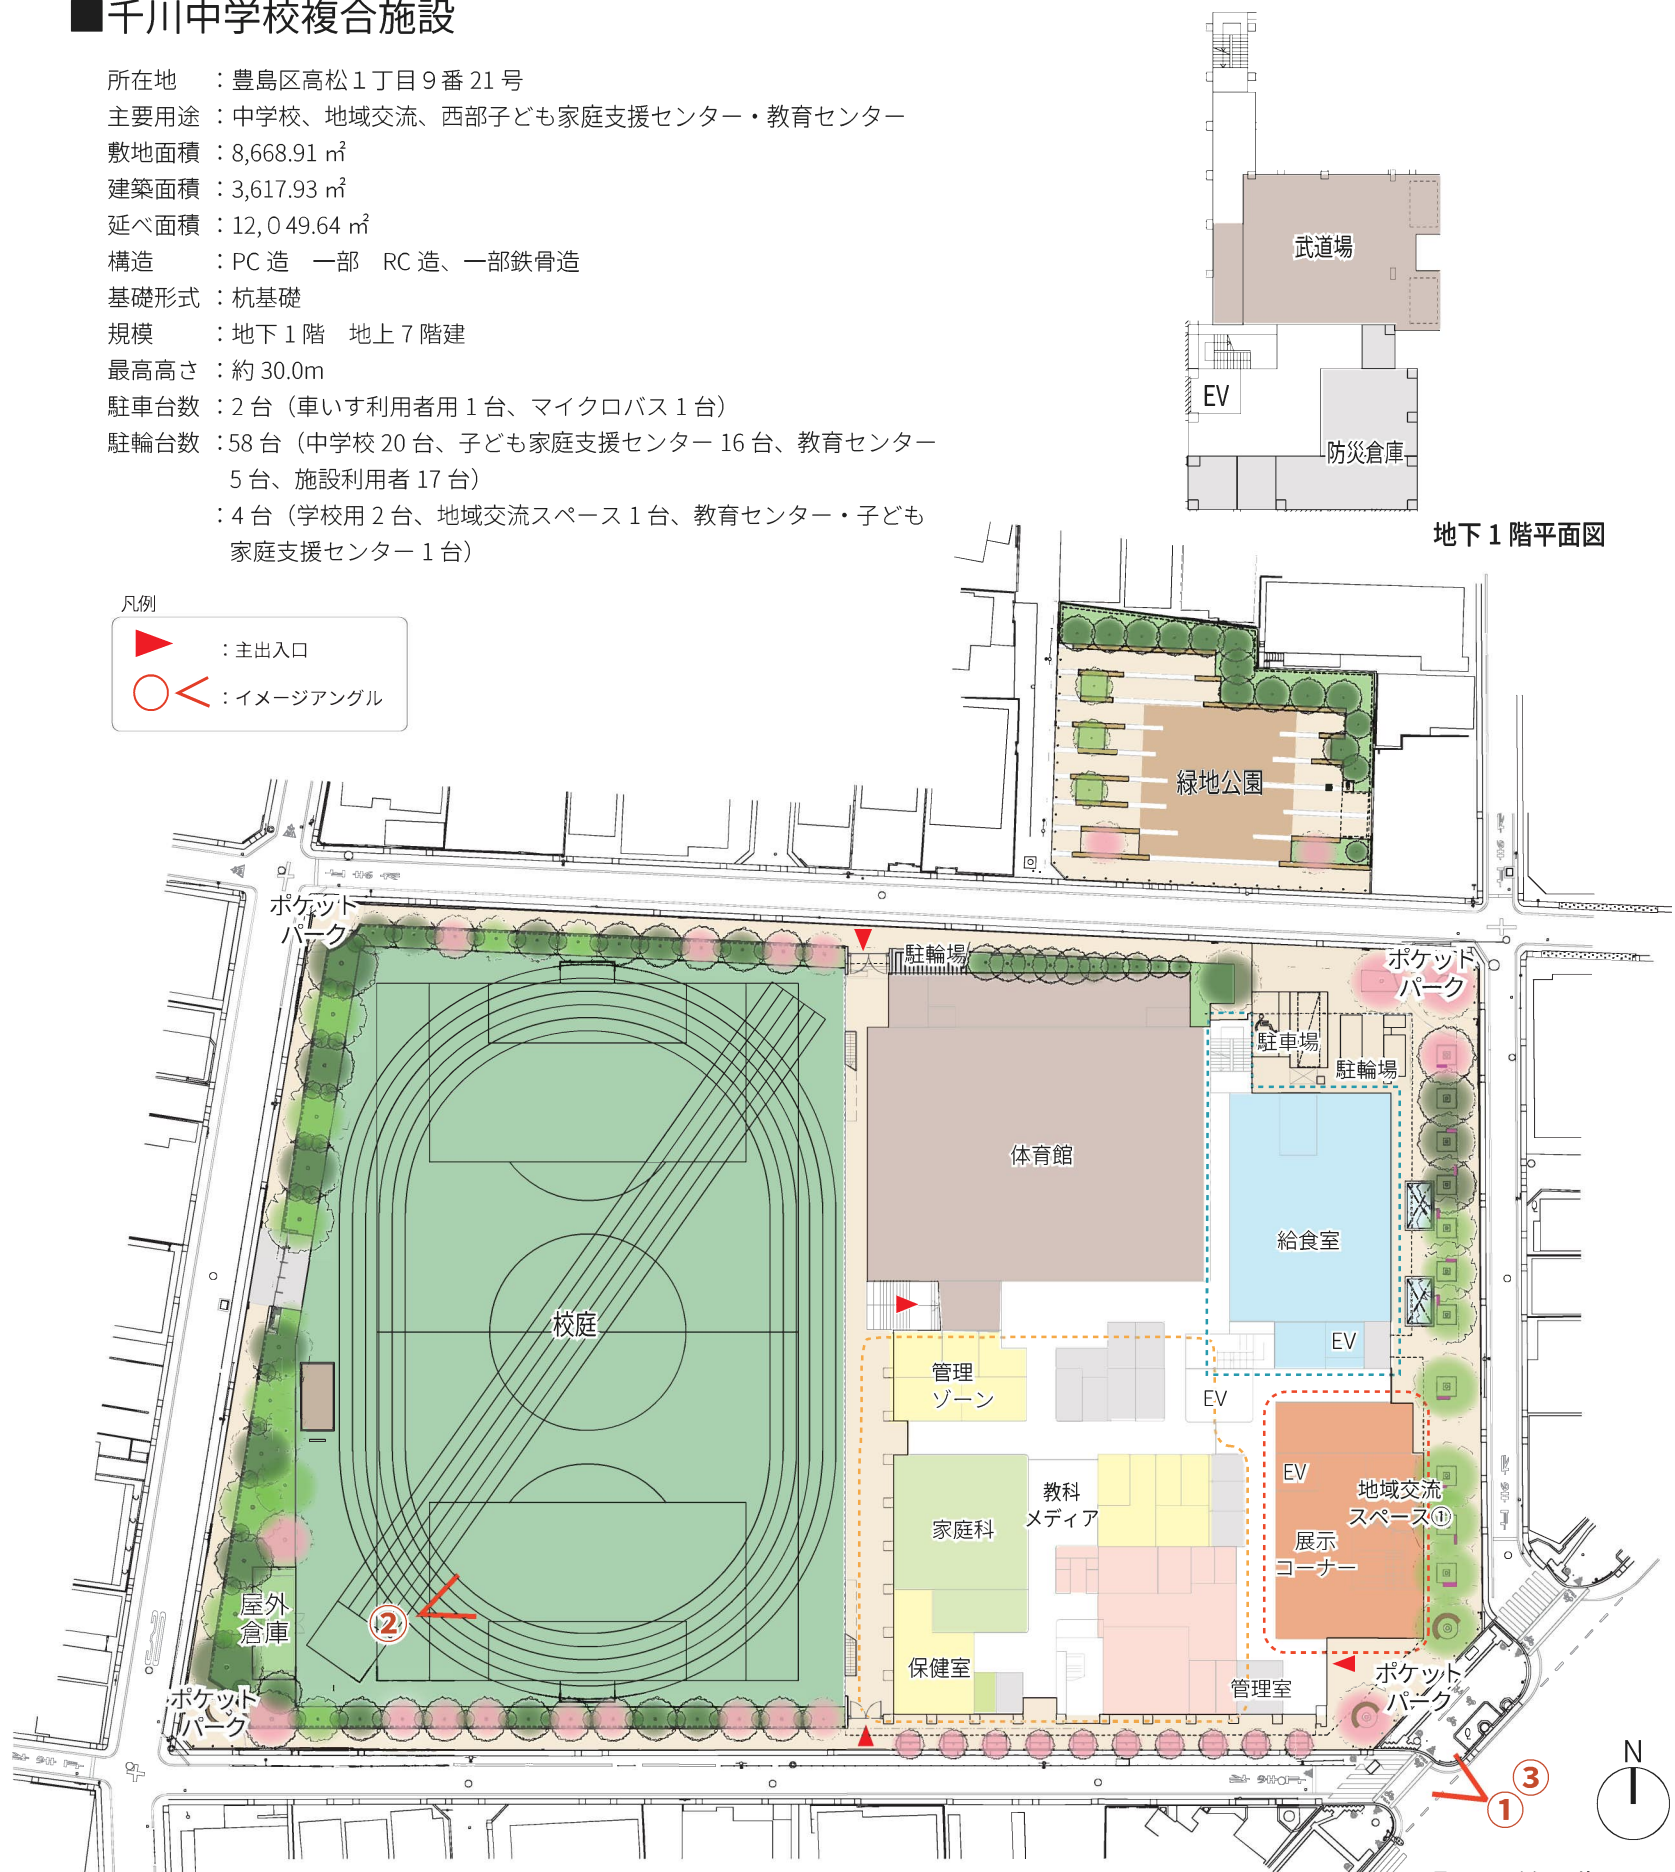 ■千川中学校複合施設
所在地 ：豊島区高松１丁目９番 21 号
主要用途 ：中学校、地域交流、西部子ども家庭支援センター・教育センター
敷地面積 ：8,668.91 ㎡
建築面積 ：3,617.93 ㎡
延べ面積 ：12,０49.64 ㎡
構造 ：PC 造　一部　RC 造、一部鉄骨造
基礎形式 ：杭基礎
規模 ：地下 1 階　地上 7 階建
最高高さ ：約 30.0m
駐車台数 ：2 台（車いす利用者用 1 台、マイクロバス 1 台）
駐輪台数 ：58 台（中学校 20 台、子ども家庭支援センター 16 台、教育センター
5 台、施設利用者 17 台）
：4 台（学校用 2 台、地域交流スペース 1 台、教育センター・子ども
家庭支援センター 1 台）
凡例
：主出入口
：イメージアングル
武道場
EV
防災倉庫
地下 1 階平面図
緑地公園
ポケット
パーク
駐輪場
ポケット
パーク
駐車場
駐輪場
体育館
給食室
校庭
EV
管理
ゾーン
EV
EV
地域交流
スペース①
教科
メディア
家庭科
展示
コーナー
屋外
倉庫
②
保健室
管理室
ポケット
パーク
ポケット
パーク
③
①
N